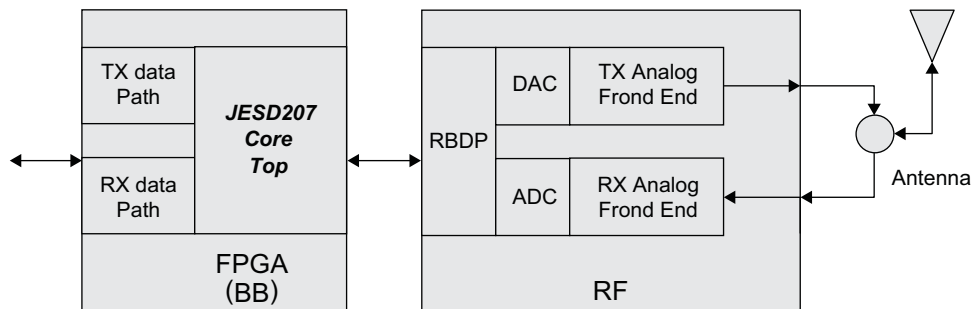 TX data
Path
JESD207
Core
Top
RX data
Path
FPGA
(BB)
RBDP
DAC
TX Analog
Frond End
ADC
RX Analog
Frond End
RF
Antenna